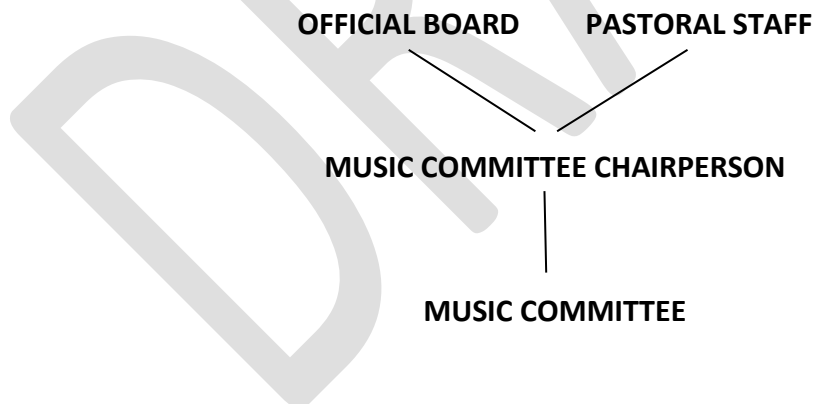 OFFICIAL BOARD PASTORAL STAFF
MUSIC COMMITTEE CHAIRPERSON
MUSIC COMMITTEE